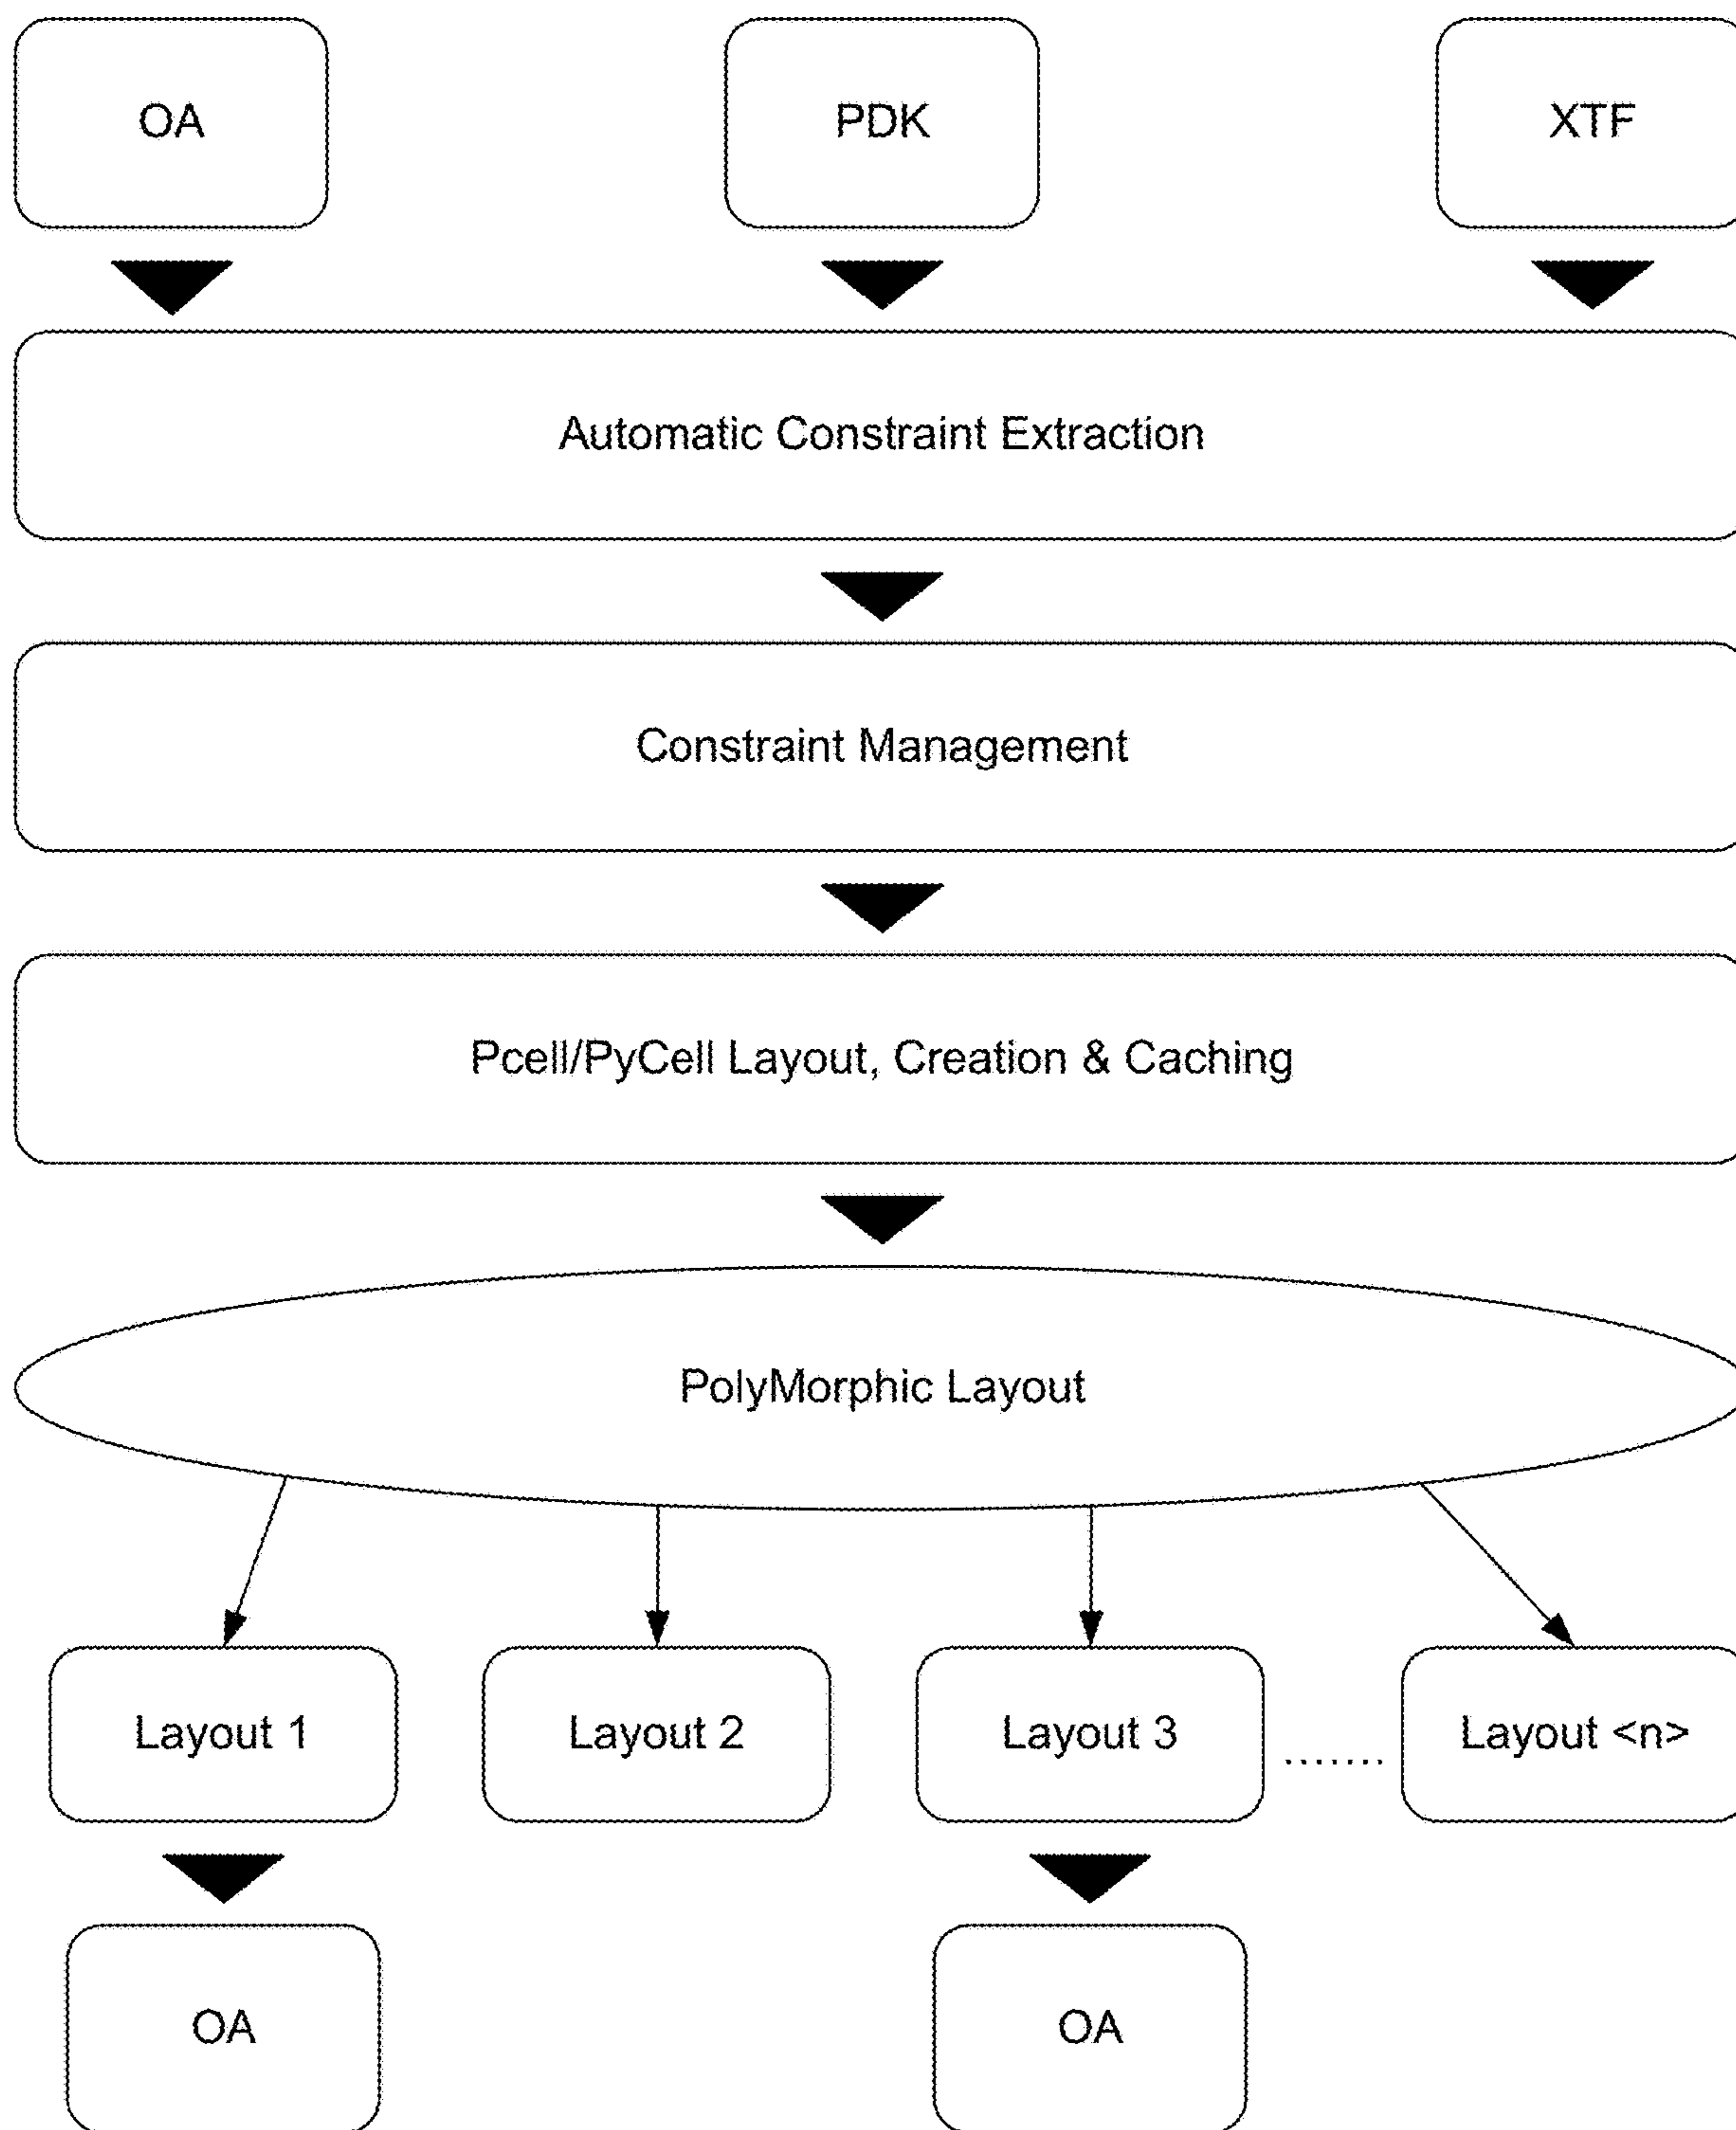 OA
PDK
XTF
Automatic Constraint Extraction
Constraint Management
Pcell/PyCell Layout, Creation & Caching
PolyMorphic Layout
Layout 1
Layout 2
Layout 3
.......
Layout <n>
OA
OA